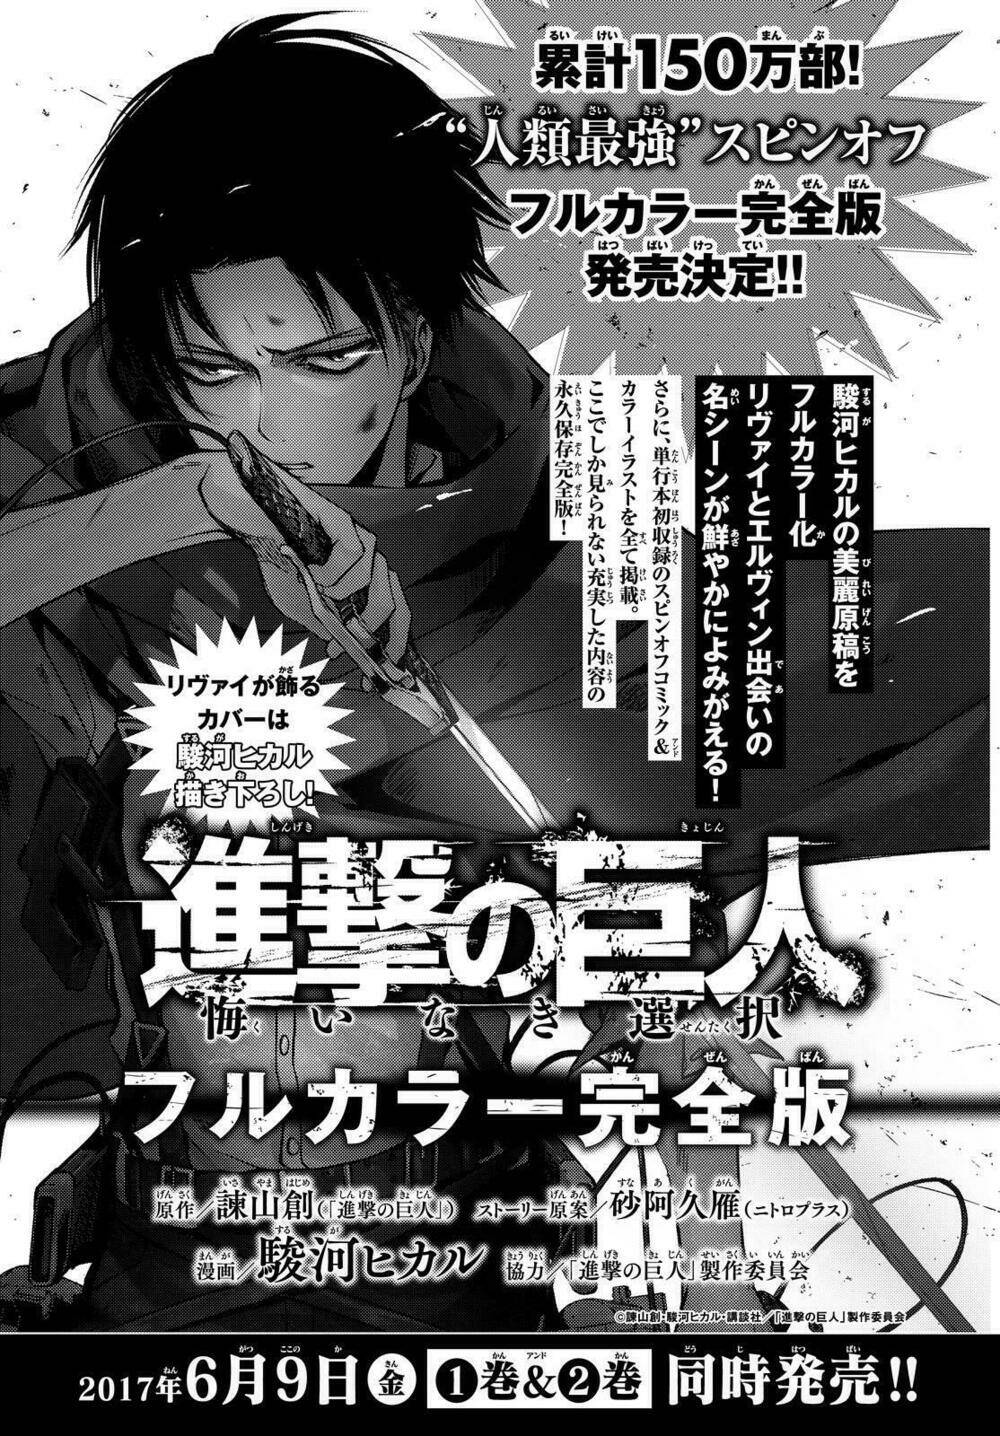 累計150万部!
“人類最強”スピンオフ
フルカラー完全版
発売決定!!
駿河ヒカルの美麗原稿を
フルカラー化
リヴァイとエルヴィン出会いの
名シーンが鮮やかによみがえる!
さらに、単行本初収録のスピンオフコミック&
カラーイラストを全て掲載。
ここでしか見られない充実した内容の
永久保存完全版!
リヴァイが飾る
カバーは
駿河ヒカル
描き下ろし!
進撃の巨人
悔いなき選択
フルカラー完全版
原作/諫山創(「進撃の巨人」) ストーリー原案/砂阿久雁(ニトロプラス)
漫画/駿河ヒカル 協力/「進撃の巨人」製作委員会
©諫山創・駿河ヒカル・講談社/「進撃の巨人」製作委員会
2017年6月9日金 1巻&2巻 同時発売!!